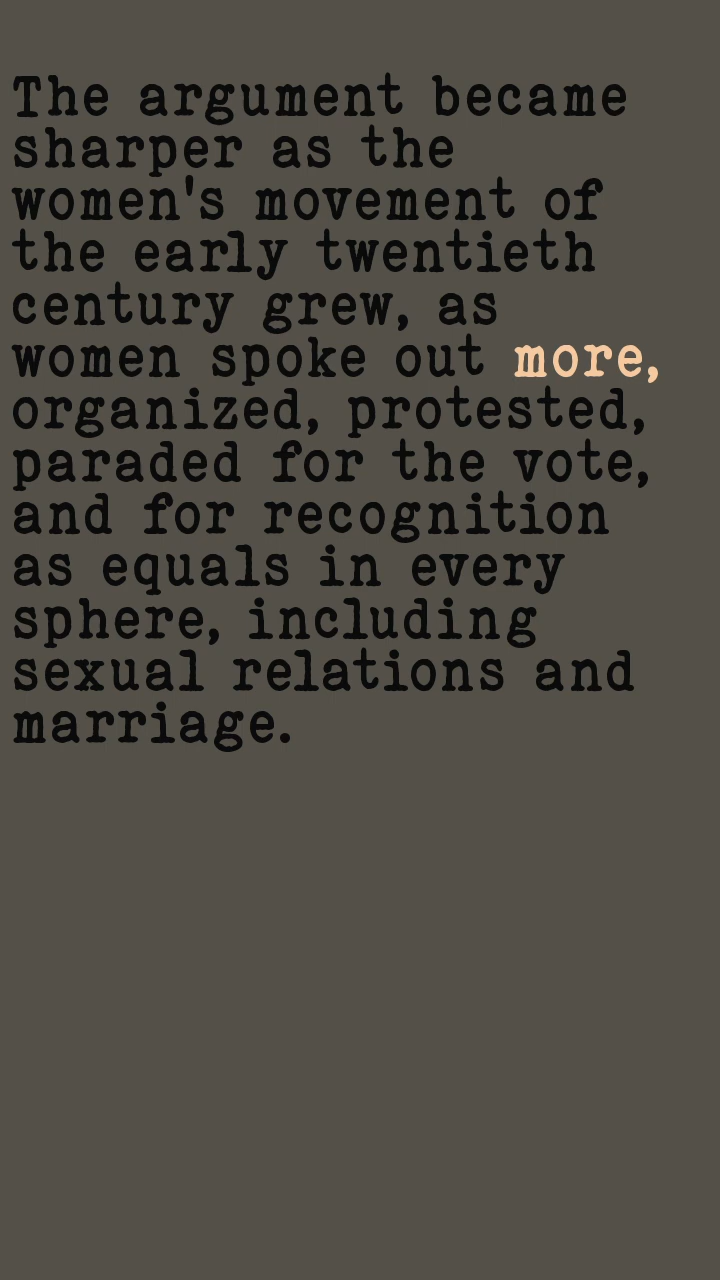 The argument became
sharper as the
women's movement of
the early twentieth
century grew, as
women spoke out more,
organized, protested,
paraded for the vote,
and for recognition
as equals in every
sphere, including
sexual relations and
marriage.